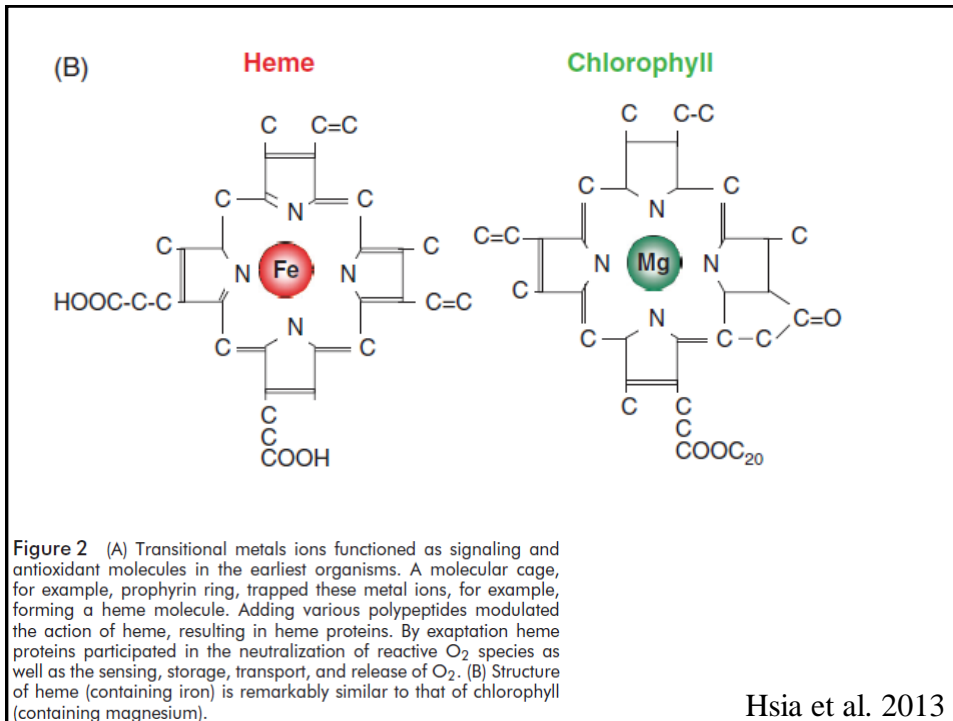 (B)
Heme
Chlorophyll
C C=C
C C
N
C C
N Fe N
HOOC-C-C C=C
N
C C
C
C
COOH
C C-C
C C
N
C=C C
N Mg N
C
N C=O
C C-C
C C
C
COOC20
Figure 2 (A) Transitional metals ions functioned as signaling and
antioxidant molecules in the earliest organisms. A molecular cage,
for example, prophyrin ring, trapped these metal ions, for example,
forming a heme molecule. Adding various polypeptides modulated
the action of heme, resulting in heme proteins. By exaptation heme
proteins participated in the neutralization of reactive O2 species as
well as the sensing, storage, transport, and release of O2. (B) Structure
of heme (containing iron) is remarkably similar to that of chlorophyll
(containing magnesium).
Hsia et al. 2013